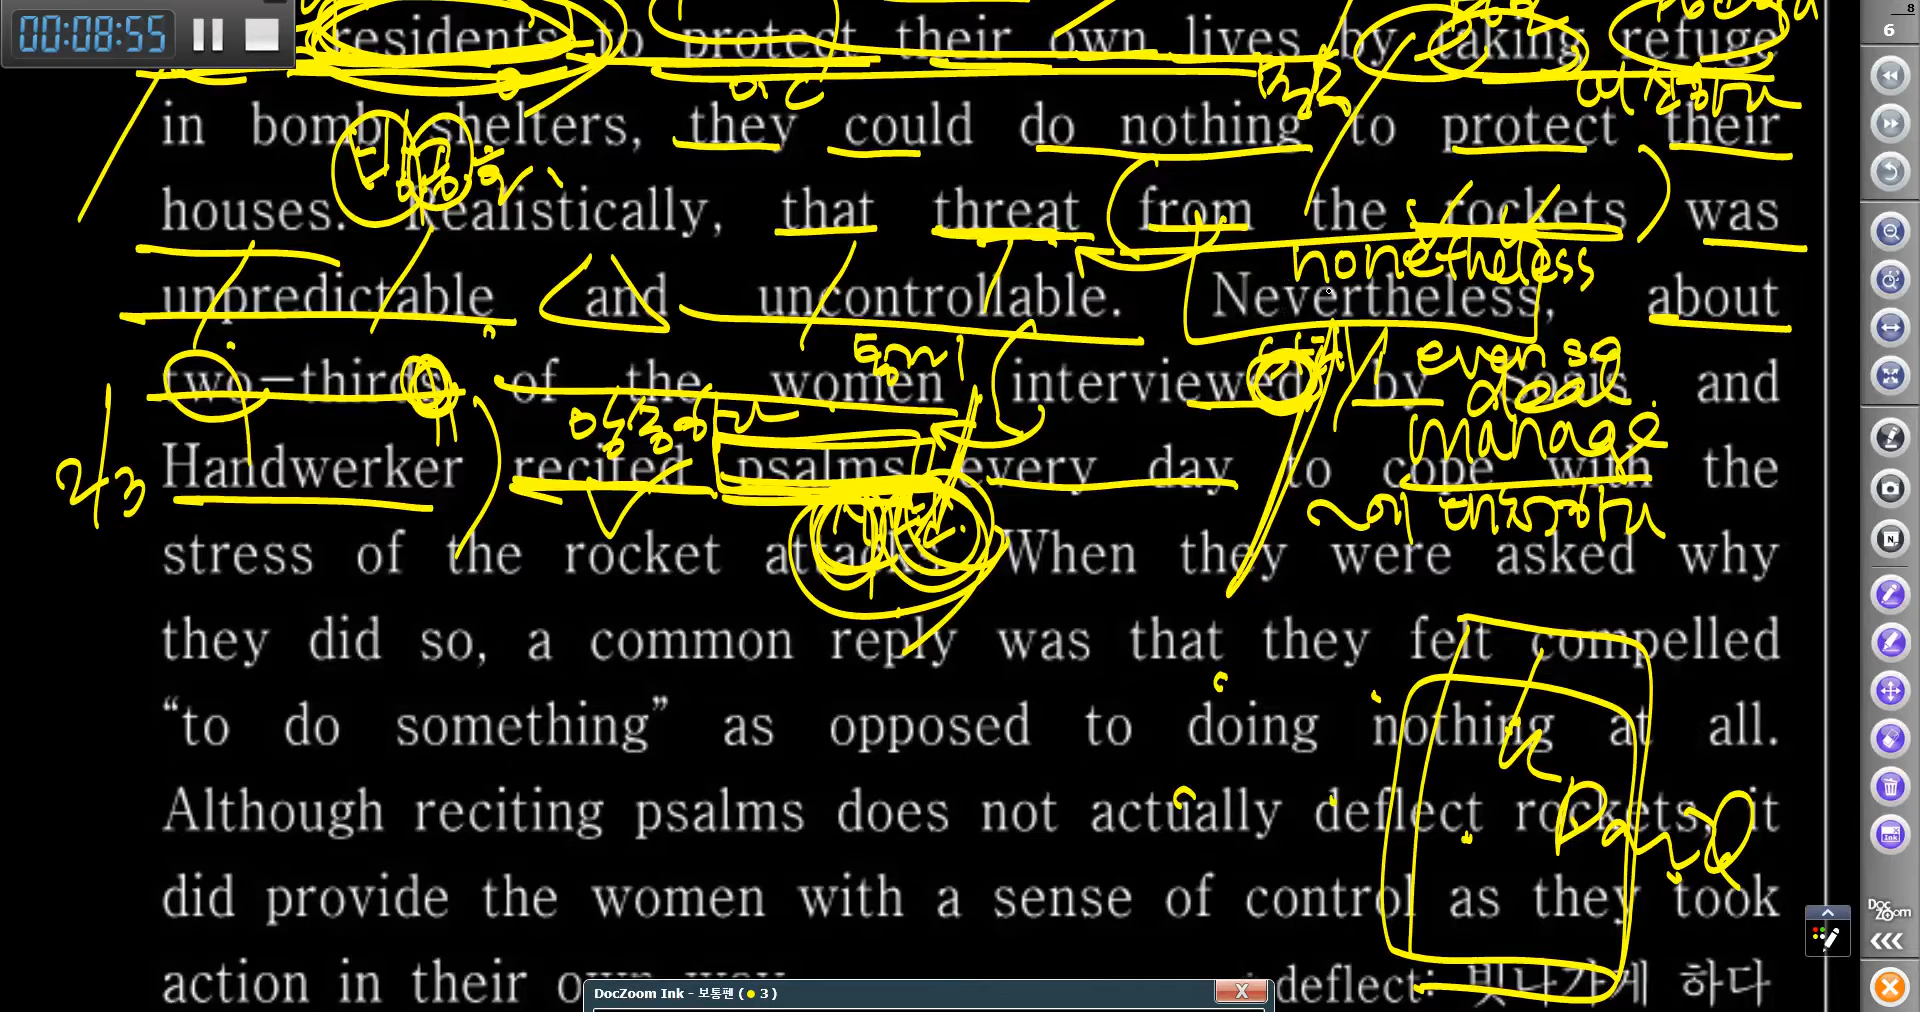 00:08:55
residents to protect their own lives by taking refuge
in bomb shelters, they could do nothing to protect their
houses. Realistically, that threat from the rockets was
nonetheless
unpredictable and uncontrollable. Nevertheless, about
even so
two-thirds of the women interviewed by and
deal
manage
2/3
Handwerker recited psalms every day to cope with the
stress of the rocket attacks. When they were asked why
they did so, a common reply was that they felt compelled
“to do something” as opposed to doing nothing at all.
Although reciting psalms does not actually deflect rockets, it
did provide the women with a sense of control as they took
action in their own way.
deflect: 빗나가게 하다
DocZoom Ink - 보통펜 (●3)
8
6
Doc Zoom